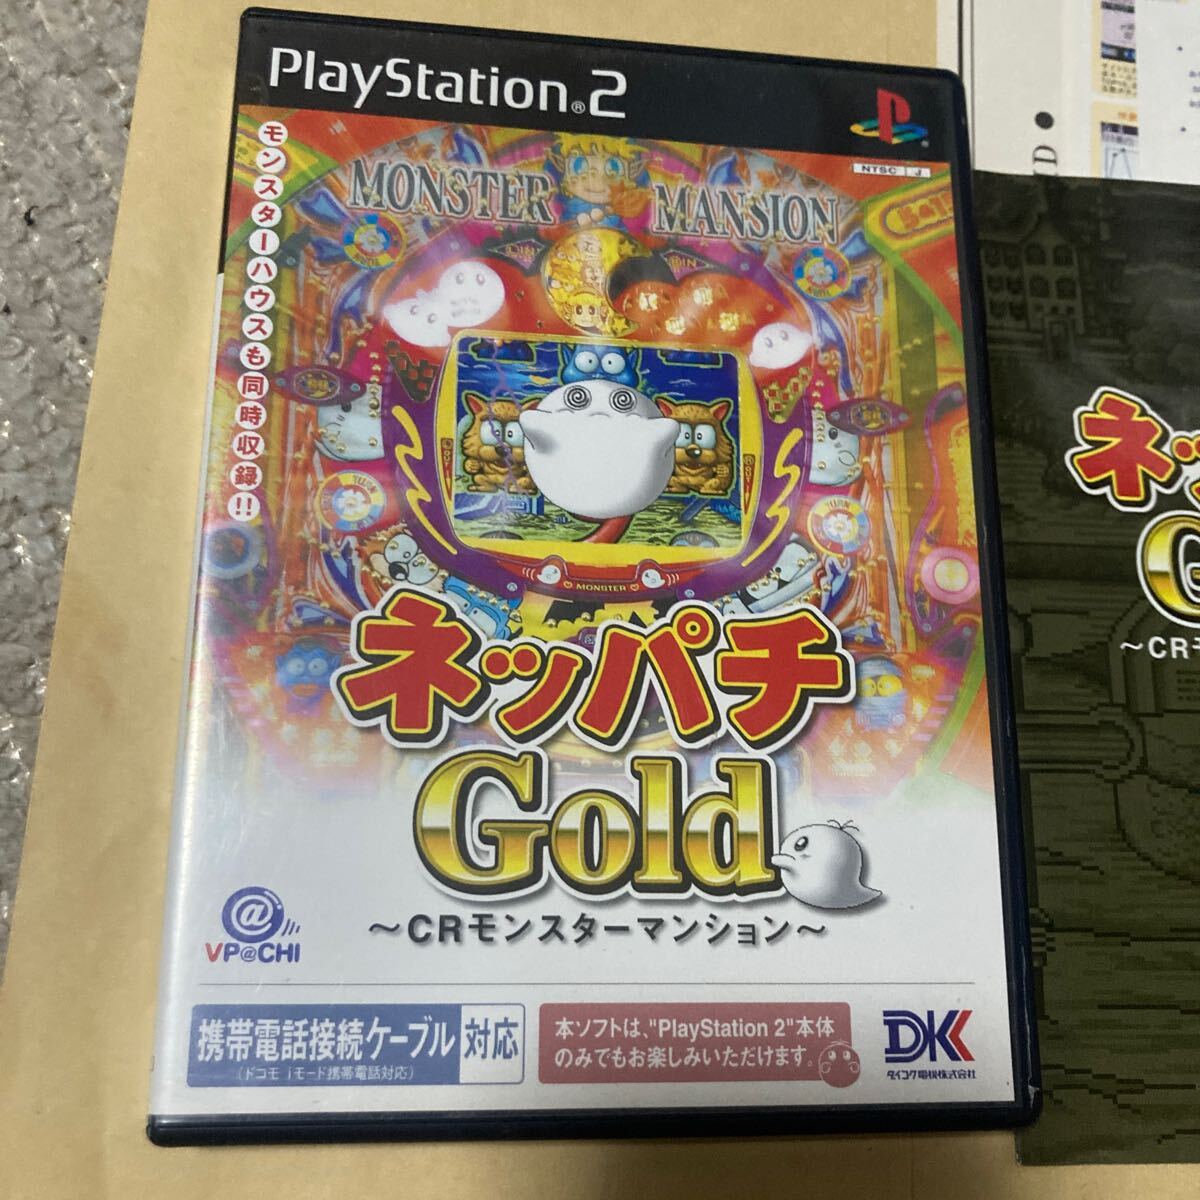 PlayStation®2
NTSC J
モンスターハウスも同時収録!!
MONSTER MANSION
MONSTER
ネッパチ
Gold
～CRモンスターマンション～
@
VP@CHI
携帯電話接続ケーブル
(ドコモ iモード携帯電話対応)
対応
本ソフトは、"PlayStation 2"本体
のみでもお楽しみいただけます。
DK
ダイコク電機株式会社
ネッ
G
～CRモ